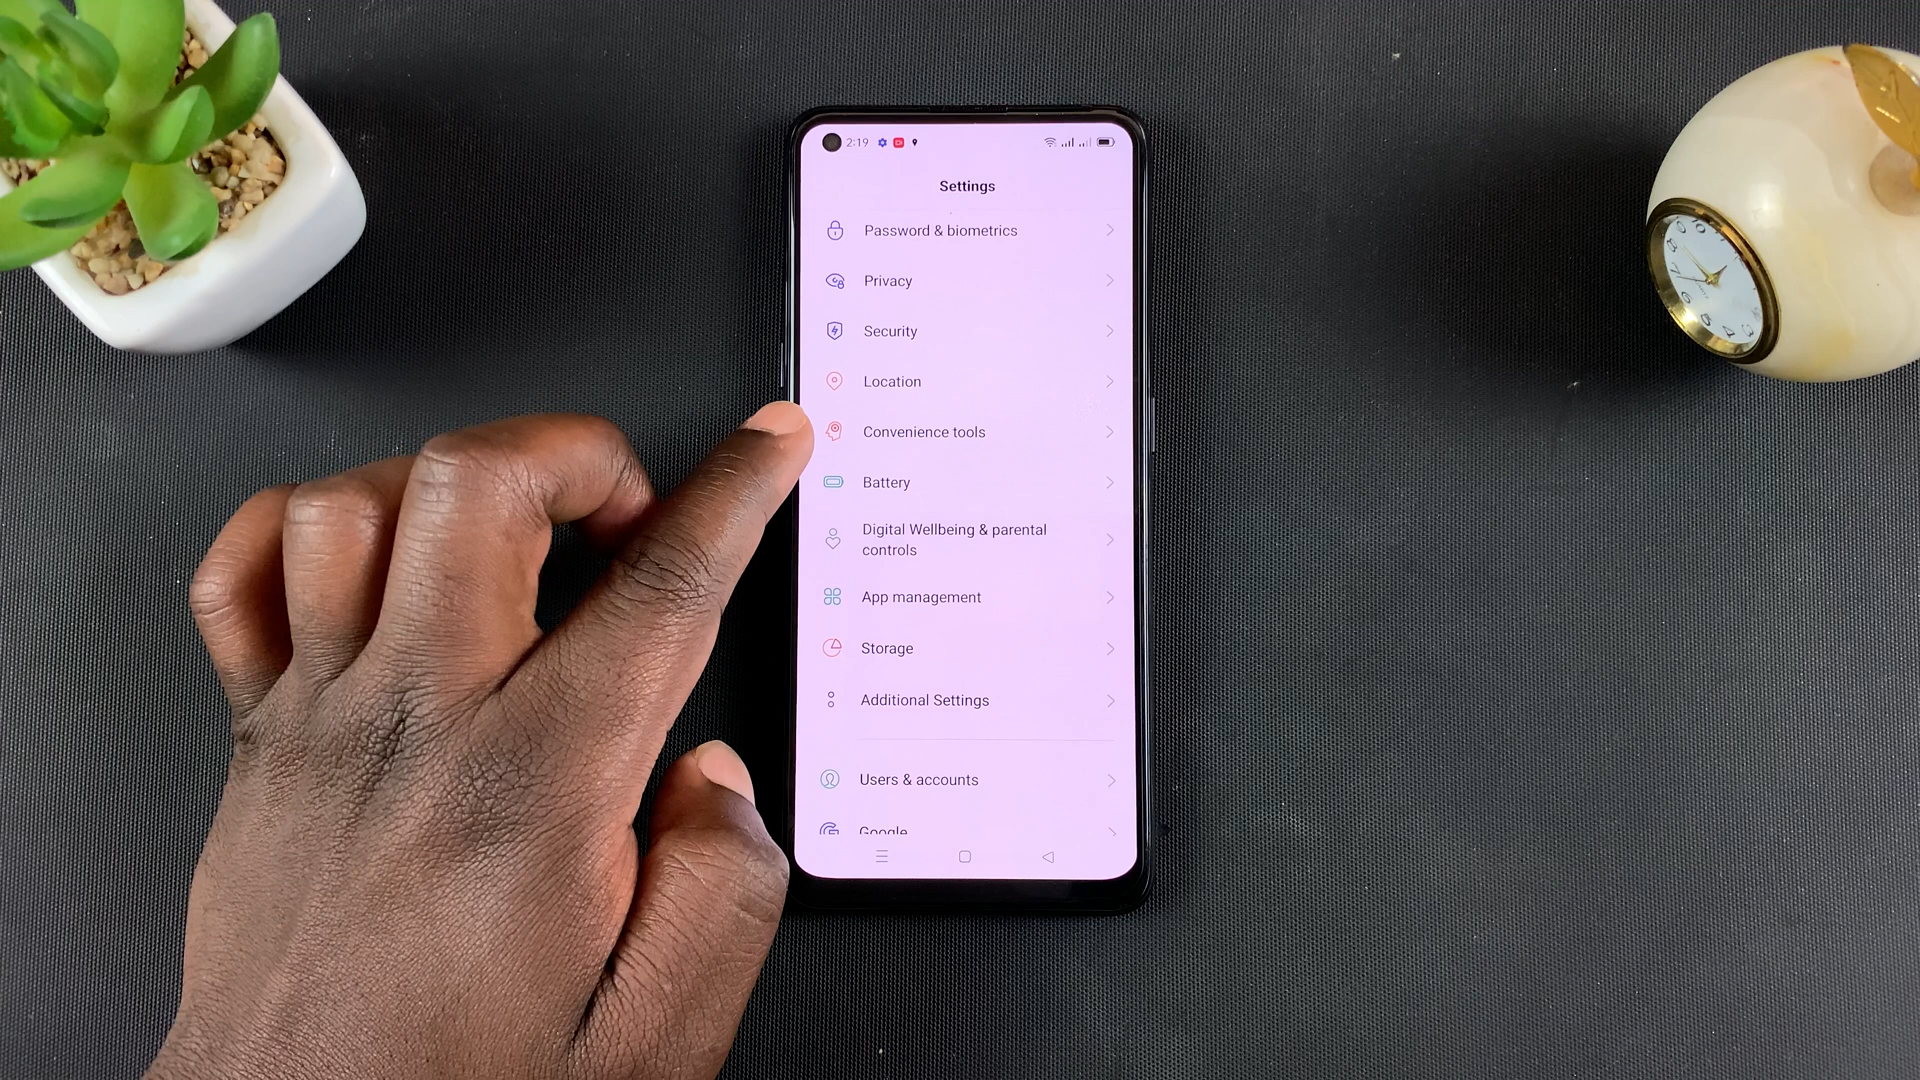 2:19
Settings
Password & biometrics
Privacy
Security
Location
Convenience tools
Battery
Digital Wellbeing & parental
controls
App management
Storage
Additional Settings
Users & accounts
Google